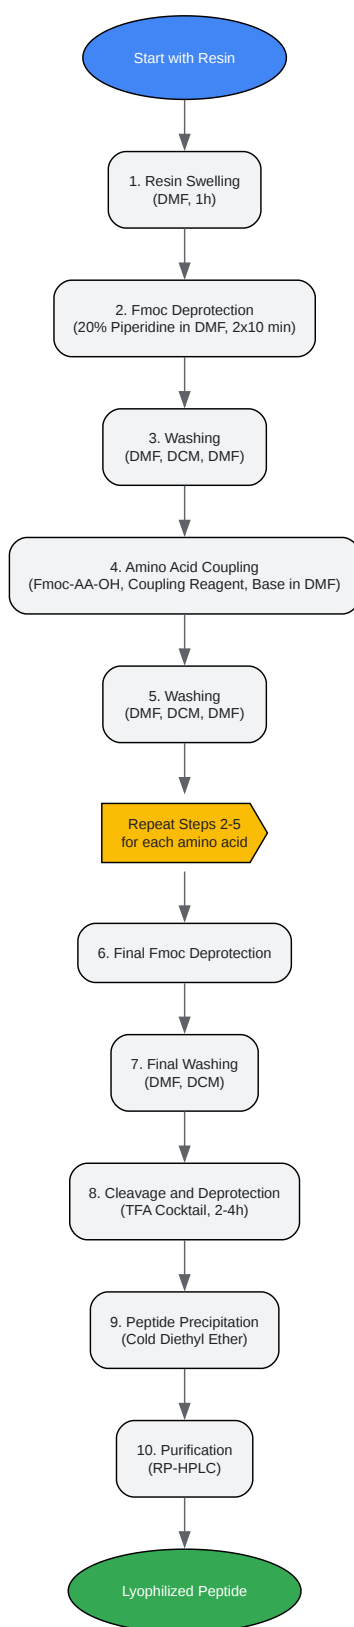 Start with Resin
1. Resin Swelling
(DMF, 1h)
2. Fmoc Deprotection
(20% Piperidine in DMF, 2x10 min)
3. Washing
(DMF, DCM, DMF)
4. Amino Acid Coupling
(Fmoc-AA-OH, Coupling Reagent, Base in DMF)
5. Washing
(DMF, DCM, DMF)
Repeat Steps 2-5
for each amino acid
6. Final Fmoc Deprotection
7. Final Washing
(DMF, DCM)
8. Cleavage and Deprotection
(TFA Cocktail, 2-4h)
9. Peptide Precipitation
(Cold Diethyl Ether)
10. Purification
(RP-HPLC)
Lyophilized Peptide